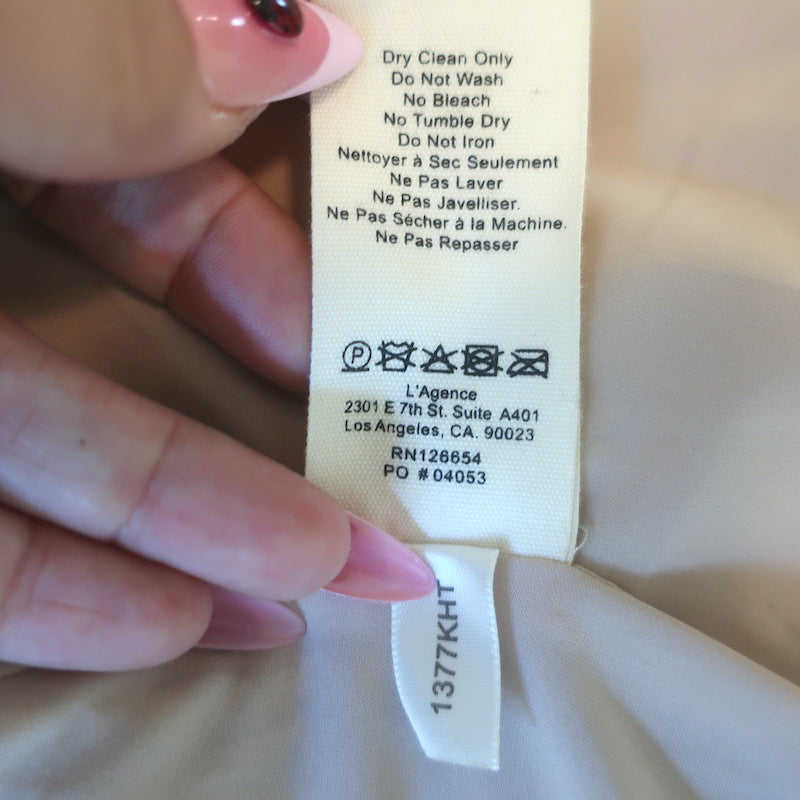 Dry Clean Only
Do Not Wash
No Bleach
No Tumble Dry
Do Not Iron
Nettoyer à Sec Seulement
Ne Pas Laver
Ne Pas Javelliser.
Ne Pas Sécher à la Machine.
Ne Pas Repasser
P
L'Agence
2301 E 7th St. Suite A401
Los Angeles, CA. 90023
RN126654
PO # 04053
1377KHT